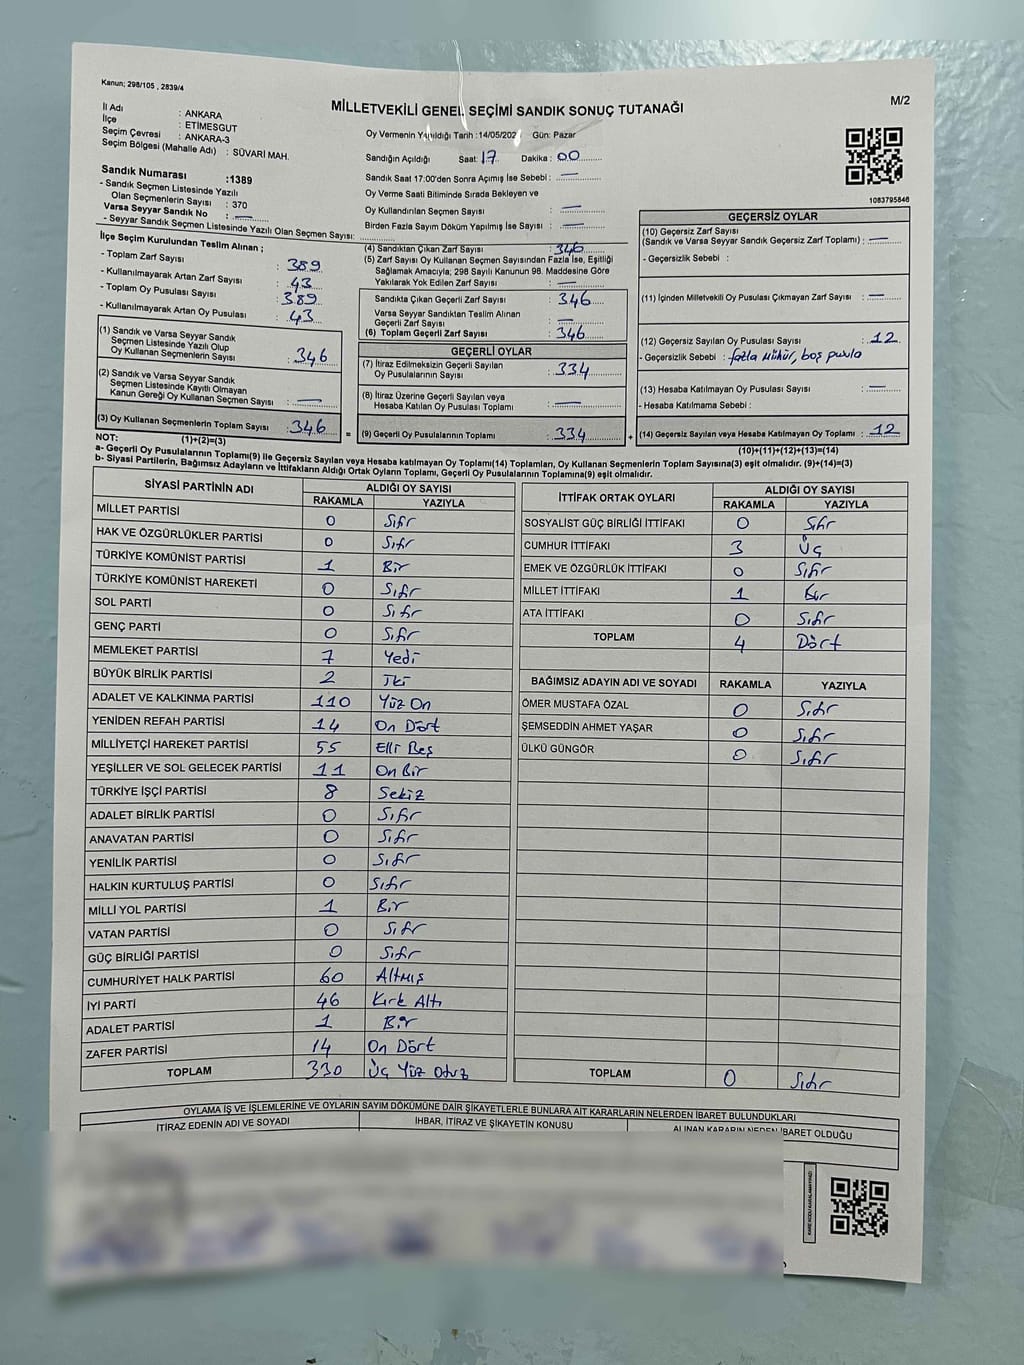 Kanun; 298/105 , 2839/4
MİLLETVEKİLİ GENEL SEÇİMİ SANDIK SONUÇ TUTANAĞI
M/2
İl Adı : ANKARA
İlçe : ETİMESGUT
Seçim Çevresi : ANKARA-3
Seçim Bölgesi (Mahalle Adı) : SÜVARİ MAH.
Sandık Numarası :1389
- Sandık Seçmen Listesinde Yazılı
Olan Seçmenlerin Sayısı : 370
Varsa Seyyar Sandık No : —
- Seyyar Sandık Seçmen Listesinde Yazılı Olan Seçmen Sayısı:
Oy Vermenin Yapıldığı Tarih :14/05/202 Gün: Pazar
Sandığın Açıldığı Saat: 17 Dakika : 00
Sandık Saat 17:00'den Sonra Açımış İse Sebebi : —
Oy Verme Saati Bitiminde Sırada Bekleyen ve
Oy Kullandırılan Seçmen Sayısı : —
Birden Fazla Sayım Döküm Yapılmış İse Sayısı : —
1083795846
İlçe Seçim Kurulundan Teslim Alınan ;
- Toplam Zarf Sayısı : 389
- Kullanılmayarak Artan Zarf Sayısı : 43
- Toplam Oy Pusulası Sayısı : 389
- Kullanılmayarak Artan Oy Pusulası : 43
(1) Sandık ve Varsa Seyyar Sandık
Seçmen Listesinde Yazılı Olup
Oy Kullanan Seçmenlerin Sayısı : 346
(2) Sandık ve Varsa Seyyar Sandık
Seçmen Listesinde Kayıtlı Olmayan
Kanun Gereği Oy Kullanan Seçmen Sayısı : —
(3) Oy Kullanan Seçmenlerin Toplam Sayısı : 346
(4) Sandıktan Çıkan Zarf Sayısı : 346
(5) Zarf Sayısı Oy Kullanan Seçmen Sayısından Fazla İse, Eşitliği
Sağlamak Amacıyla; 298 Sayılı Kanunun 98. Maddesine Göre
Yakılarak Yok Edilen Zarf Sayısı : —
Sandıkta Çıkan Geçerli Zarf Sayısı : 346
Varsa Seyyar Sandıktan Teslim Alınan
Geçerli Zarf Sayısı : —
(6) Toplam Geçerli Zarf Sayısı : 346
GEÇERLİ OYLAR
(7) İtiraz Edilmeksizin Geçerli Sayılan
Oy Pusulalarının Sayısı : 334
(8) İtiraz Üzerine Geçerli Sayılan veya
Hesaba Katılan Oy Pusulası Toplamı : —
= (9) Geçerli Oy Pusulalarının Toplamı : 334
GEÇERSİZ OYLAR
(10) Geçersiz Zarf Sayısı
(Sandık ve Varsa Seyyar Sandık Geçersiz Zarf Toplamı) : —
- Geçersizlik Sebebi :
(11) İçinden Milletvekili Oy Pusulası Çıkmayan Zarf Sayısı : —
(12) Geçersiz Sayılan Oy Pusulası Sayısı : 12
- Geçersizlik Sebebi : fazla mühür, boş pusula
(13) Hesaba Katılmayan Oy Pusulası Sayısı : —
- Hesaba Katılmama Sebebi :
+ (14) Geçersiz Sayılan veya Hesaba Katılmayan Oy Toplamı : 12
NOT: (1)+(2)=(3)
(10)+(11)+(12)+(13)=(14)
a- Geçerli Oy Pusulalarının Toplamı(9) ile Geçersiz Sayılan veya Hesaba katılmayan Oy Toplamı(14) Toplamları, Oy Kullanan Seçmenlerin Toplam Sayısına(3) eşit olmalıdır. (9)+(14)=(3)
b- Siyasi Partilerin, Bağımsız Adayların ve İttifakların Aldığı Ortak Oyların Toplamı, Geçerli Oy Pusulalarının Toplamına(9) eşit olmalıdır.
SİYASİ PARTİNİN ADI ALDIĞI OY SAYISI
RAKAMLA YAZIYLA
MİLLET PARTİSİ 0 Sıfır
HAK VE ÖZGÜRLÜKLER PARTİSİ 0 Sıfır
TÜRKİYE KOMÜNİST PARTİSİ 1 Bir
TÜRKİYE KOMÜNİST HAREKETİ 0 Sıfır
SOL PARTİ 0 Sıfır
GENÇ PARTİ 0 Sıfır
MEMLEKET PARTİSİ 7 Yedi
BÜYÜK BİRLİK PARTİSİ 2 İki
ADALET VE KALKINMA PARTİSİ 110 Yüz On
YENİDEN REFAH PARTİSİ 14 On Dört
MİLLİYETÇİ HAREKET PARTİSİ 55 Elli Beş
YEŞİLLER VE SOL GELECEK PARTİSİ 11 On Bir
TÜRKİYE İŞÇİ PARTİSİ 8 Sekiz
ADALET BİRLİK PARTİSİ 0 Sıfır
ANAVATAN PARTİSİ 0 Sıfır
YENİLİK PARTİSİ 0 Sıfır
HALKIN KURTULUŞ PARTİSİ 0 Sıfır
MİLLİ YOL PARTİSİ 1 Bir
VATAN PARTİSİ 0 Sıfır
GÜÇ BİRLİĞİ PARTİSİ 0 Sıfır
CUMHURİYET HALK PARTİSİ 60 Altmış
İYİ PARTİ 46 Kırk Altı
ADALET PARTİSİ 1 Bir
ZAFER PARTİSİ 14 On Dört
TOPLAM 330 Üç Yüz Otuz
İTTİFAK ORTAK OYLARI ALDIĞI OY SAYISI
RAKAMLA YAZIYLA
SOSYALİST GÜÇ BİRLİĞİ İTTİFAKI 0 Sıfır
CUMHUR İTTİFAKI 3 Üç
EMEK VE ÖZGÜRLÜK İTTİFAKI 0 Sıfır
MİLLET İTTİFAKI 1 Bir
ATA İTTİFAKI 0 Sıfır
TOPLAM 4 Dört
BAĞIMSIZ ADAYIN ADI VE SOYADI RAKAMLA YAZIYLA
ÖMER MUSTAFA ÖZAL 0 Sıfır
ŞEMSEDDİN AHMET YAŞAR 0 Sıfır
ÜLKÜ GÜNGÖR 0 Sıfır
TOPLAM 0 Sıfır
OYLAMA İŞ VE İŞLEMLERİNE VE OYLARIN SAYIM DÖKÜMÜNE DAİR ŞİKAYETLERLE BUNLARA AİT KARARLARIN NELERDEN İBARET BULUNDUKLARI
İTİRAZ EDENİN ADI VE SOYADI İHBAR, İTİRAZ VE ŞİKAYETİN KONUSU ALINAN KARARIN NEDEN İBARET OLDUĞU